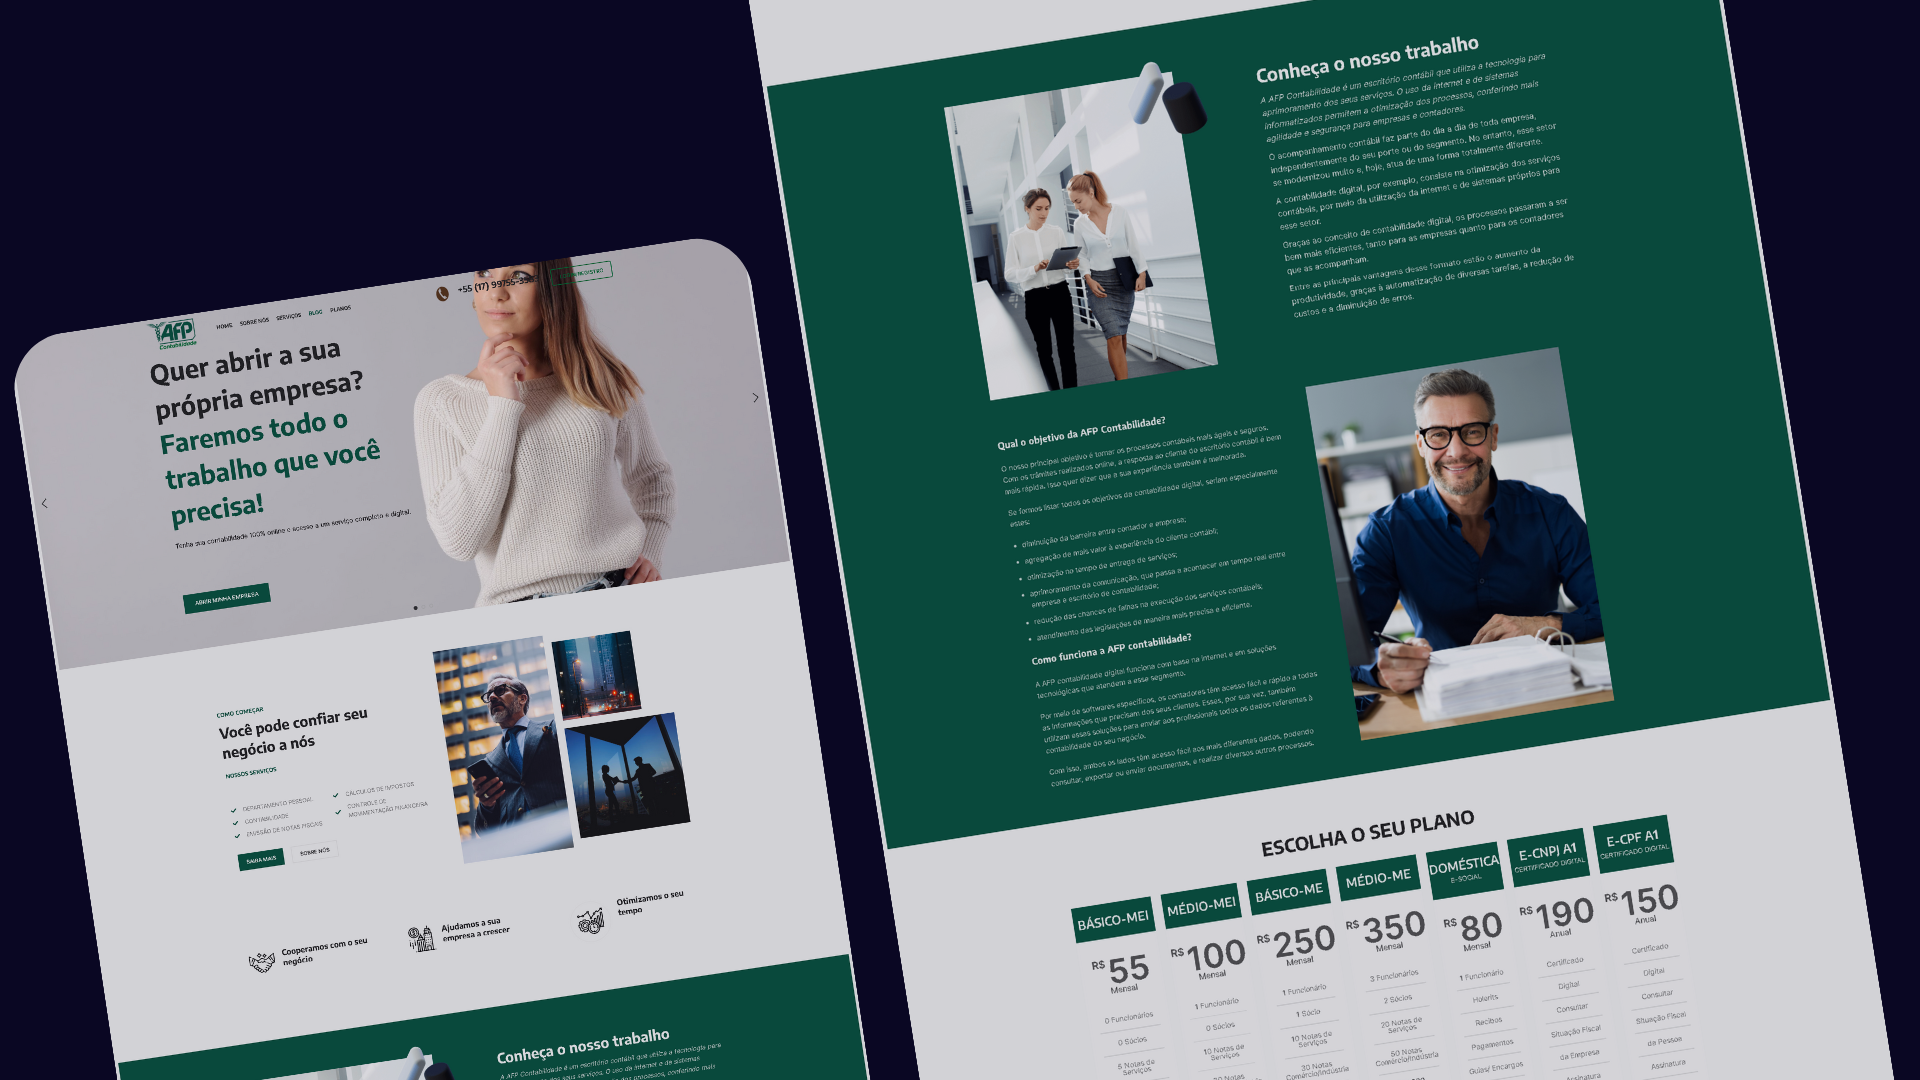 AFP
Contabilidade
HOME
SOBRE NÓS
SERVIÇOS
BLOG
PLANOS
Quer abrir a sua
própria empresa?
Faremos todo o
trabalho que você
precisa!
Tenha sua contabilidade 100% online e acesso a um serviço completo e digital.
ABRIR MINHA EMPRESA
COMO COMEÇAR
Você pode confiar seu
negócio a nós
NOSSOS SERVIÇOS
DEPARTAMENTO PESSOAL
CONTABILIDADE
EMISSÃO DE NOTAS FISCAIS
CÁLCULOS DE IMPOSTOS
CONTROLE DE
MOVIMENTAÇÃO FINANCEIRA
SAIBA MAIS
SOBRE NÓS
Cooperamos com o seu
negócio
Ajudamos a sua
empresa a crescer
Otimizamos o seu
tempo
Conheça o nosso trabalho
A AFP Contabilidade é um escritório contábil que utiliza a tecnologia para
dos seus serviços. O uso da internet e de sistemas
dos processos, conferindo mais
Conheça o nosso trabalho
A AFP Contabilidade é um escritório contábil que utiliza a tecnologia para
aprimoramento dos seus serviços. O uso da internet e de sistemas
informatizados permitem a otimização dos processos, conferindo mais
agilidade e segurança para empresas e contadores.
O acompanhamento contábil faz parte do dia a dia de toda empresa,
independentemente do seu porte ou do segmento. No entanto, esse setor
se modernizou muito e, hoje, atua de uma forma totalmente diferente.
A contabilidade digital, por exemplo, consiste na otimização dos serviços
contábeis, por meio da utilização da internet e de sistemas próprios para
esse setor.
Graças ao conceito de contabilidade digital, os processos passaram a ser
bem mais eficientes, tanto para as empresas quanto para os contadores
que as acompanham.
Entre as principais vantagens desse formato estão o aumento da
produtividade, graças à automatização de diversas tarefas, a redução de
custos e a diminuição de erros.
Qual o objetivo da AFP Contabilidade?
O nosso principal objetivo é tornar os processos contábeis mais ágeis e seguros.
Com os trâmites realizados online, a resposta ao cliente do escritório contábil é bem
mais rápida. Isso quer dizer que a sua experiência também é melhorada.
Se formos listar todos os objetivos da contabilidade digital, seriam especialmente
estes:
• diminuição da barreira entre contador e empresa;
• agregação de mais valor à experiência do cliente contábil;
• otimização no tempo de entrega de serviços;
• aprimoramento da comunicação, que passa a acontecer em tempo real entre
empresa e escritório de contabilidade;
• redução das chances de falhas na execução dos serviços contábeis;
• atendimento das legislações de maneira mais precisa e eficiente.
Como funciona a AFP contabilidade?
A AFP contabilidade digital funciona com base na internet e em soluções
tecnológicas que atendem a esse segmento.
Por meio de softwares específicos, os contadores têm acesso fácil e rápido a todas
as informações que precisam dos seus clientes. Esses, por sua vez, também
utilizam essas soluções para enviar aos profissionais todos os dados referentes à
contabilidade do seu negócio.
Com isso, ambos os lados têm acesso fácil aos mais diferentes dados, podendo
consultar, exportar ou enviar documentos, e realizar diversos outros processos.
ESCOLHA O SEU PLANO
BÁSICO-MEI
R$ 55
Mensal
0 Funcionários
0 Sócios
5 Notas de
Serviços
MÉDIO-MEI
R$ 100
Mensal
1 Funcionário
0 Sócios
10 Notas de
Serviços
20 Notas
BÁSICO-ME
R$ 250
Mensal
1 Funcionário
1 Sócio
10 Notas de
Serviços
30 Notas
Comércio/Indústria
MÉDIO-ME
R$ 350
Mensal
3 Funcionários
2 Sócios
20 Notas de
Serviços
50 Notas
Comércio/Indústria
DOMÉSTICA
E-SOCIAL
R$ 80
Mensal
1 Funcionário
Holerits
Recibos
Pagamentos
Guias/ Encargos
E-CNPJ A1
CERTIFICADO DIGITAL
R$ 190
Anual
Certificado
Digital
Consultar
Situação Fiscal
da Empresa
Assinatura
E-CPF A1
CERTIFICADO DIGITAL
R$ 150
Anual
Certificado
Digital
Consultar
Situação Fiscal
da Pessoa
Assinatura